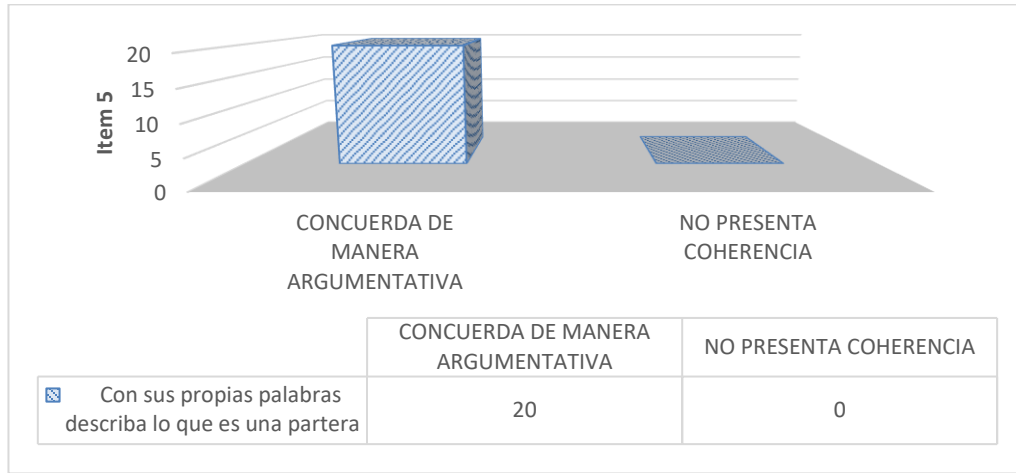 20
15
10
5
0
Item 5
CONCUERDA DE
MANERA
ARGUMENTATIVA
NO PRESENTA
COHERENCIA
CONCUERDA DE MANERA
ARGUMENTATIVA
NO PRESENTA COHERENCIA
Con sus propias palabras
describa lo que es una partera
20
0